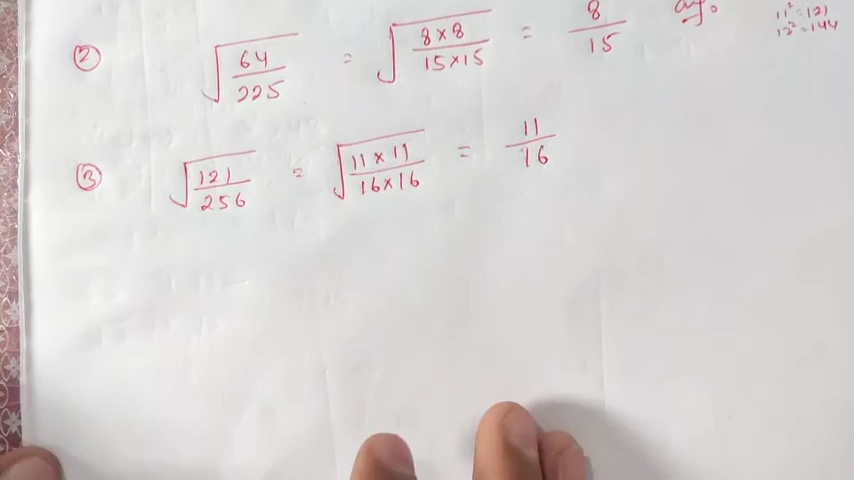 ② √(64/225) = √(8×8/15×15) = 8/15 ans.
11² = 121
12² = 144
③ √(121/256) = √(11×11/16×16) = 11/16